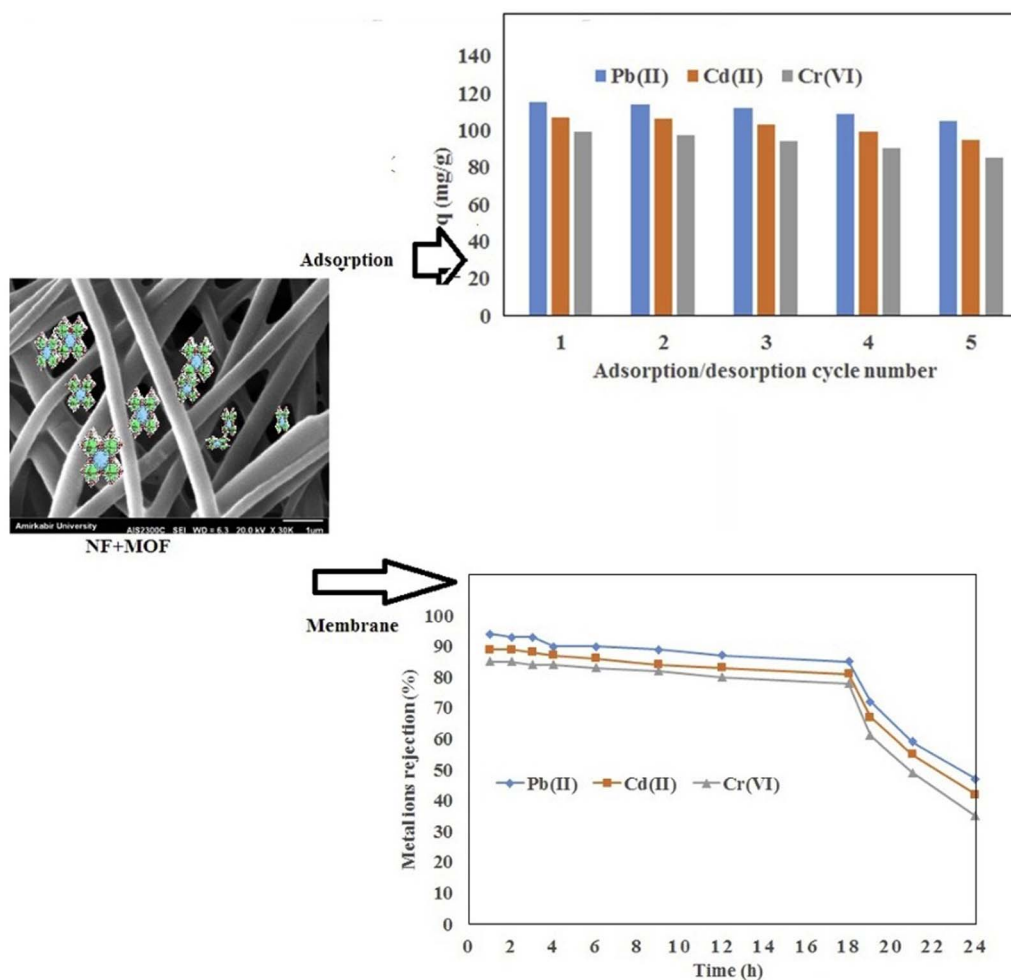 140
120
100
80
60
40
20
0
q (mg/g)
Pb(II) Cd(II) Cr(VI)
1 2 3 4 5
Adsorption/desorption cycle number
Adsorption
Amirkabir University AIS2300C SEI WD = 6.3 20.0 kV X 30K 1um
NF+MOF
Membrane
100
90
80
70
60
50
40
30
20
10
0
Metal ions rejection (%)
Pb(II) Cd(II) Cr(VI)
0 2 4 6 8 10 12 14 16 18 20 22 24
Time (h)